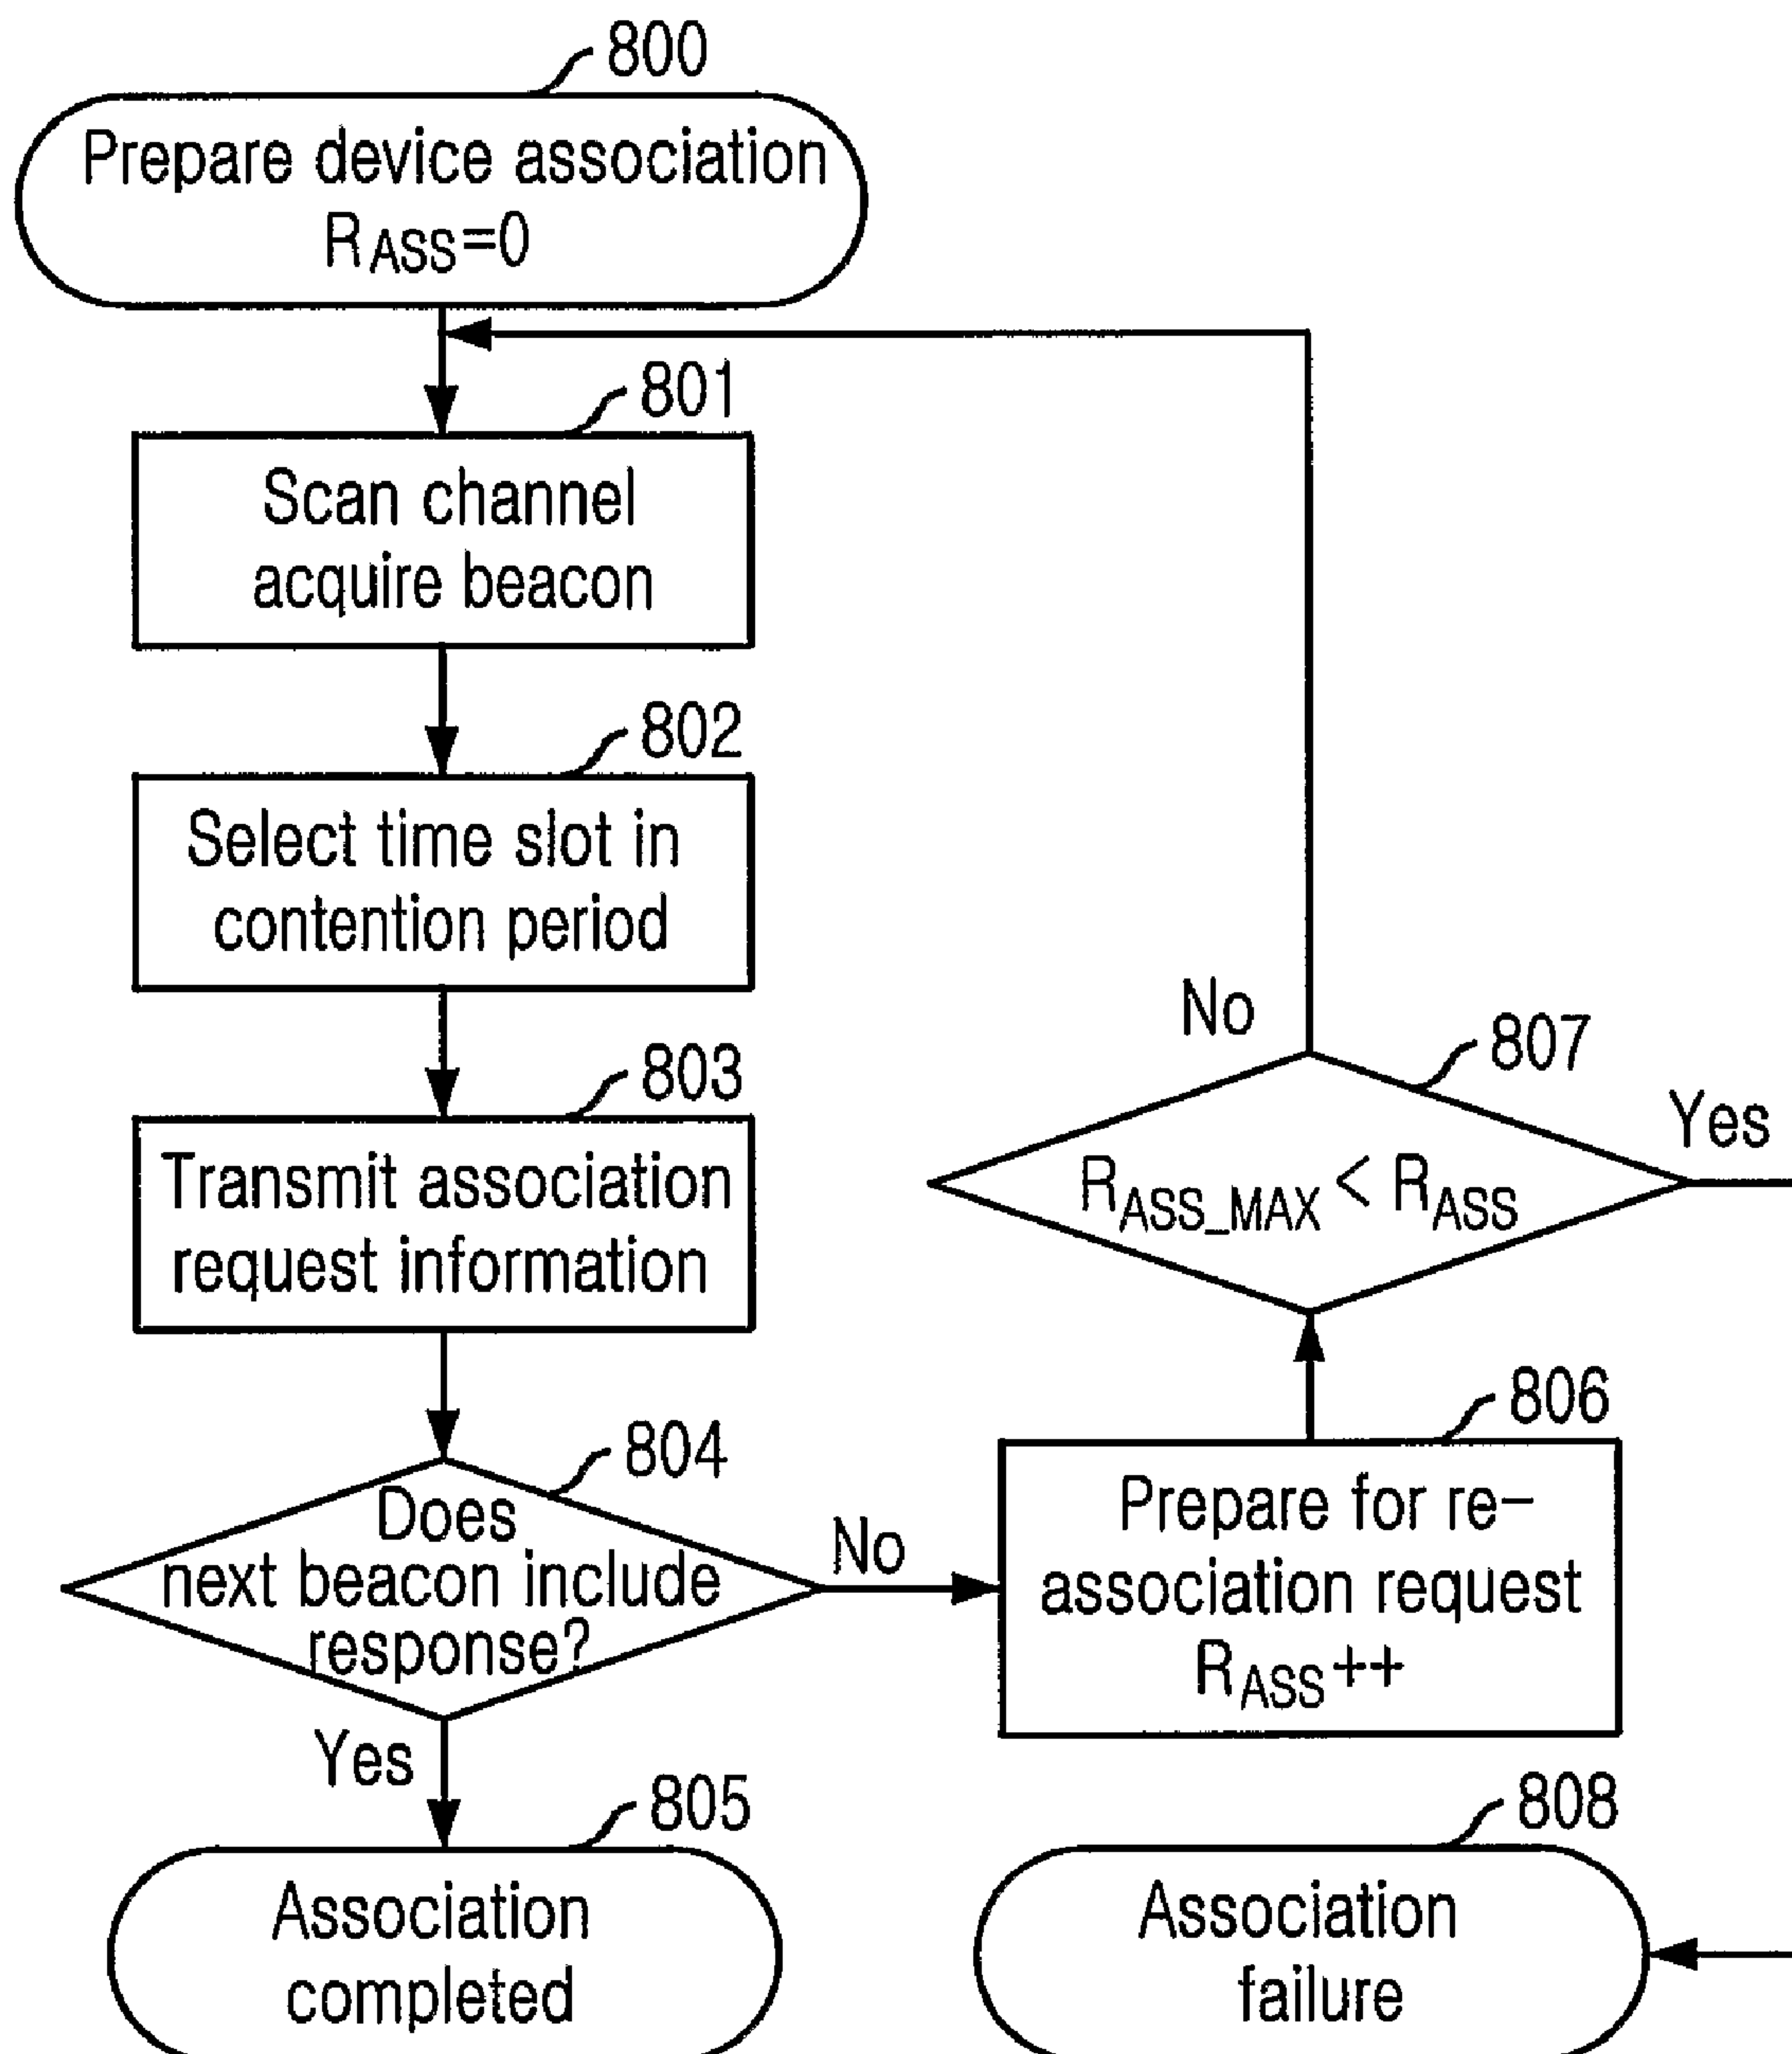 800
Prepare device association
RASS=0
801
Scan channel
acquire beacon
802
Select time slot in
contention period
803
Transmit association
request information
804
Does
next beacon include
response?
No
Yes
805
Association
completed
806
Prepare for re-
association request
RASS++
807
RASS_MAX < RASS
No
Yes
808
Association
failure